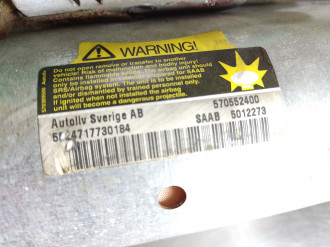 WARNING!
Do not open remove or transfer to another
vehicle! Risk of malfunction and bodily injury!
Contains flammable solids. The airbag unit should
only be installed in vehicles prepared for SAAB
SRS/Airbag system. The unit is to be installed
and/or dismantled by trained personnel only.
If ignited when not installed the airbag
unit will become a dangerous projectile.
Autoliv Sverige AB
570552400
SAAB 5012273